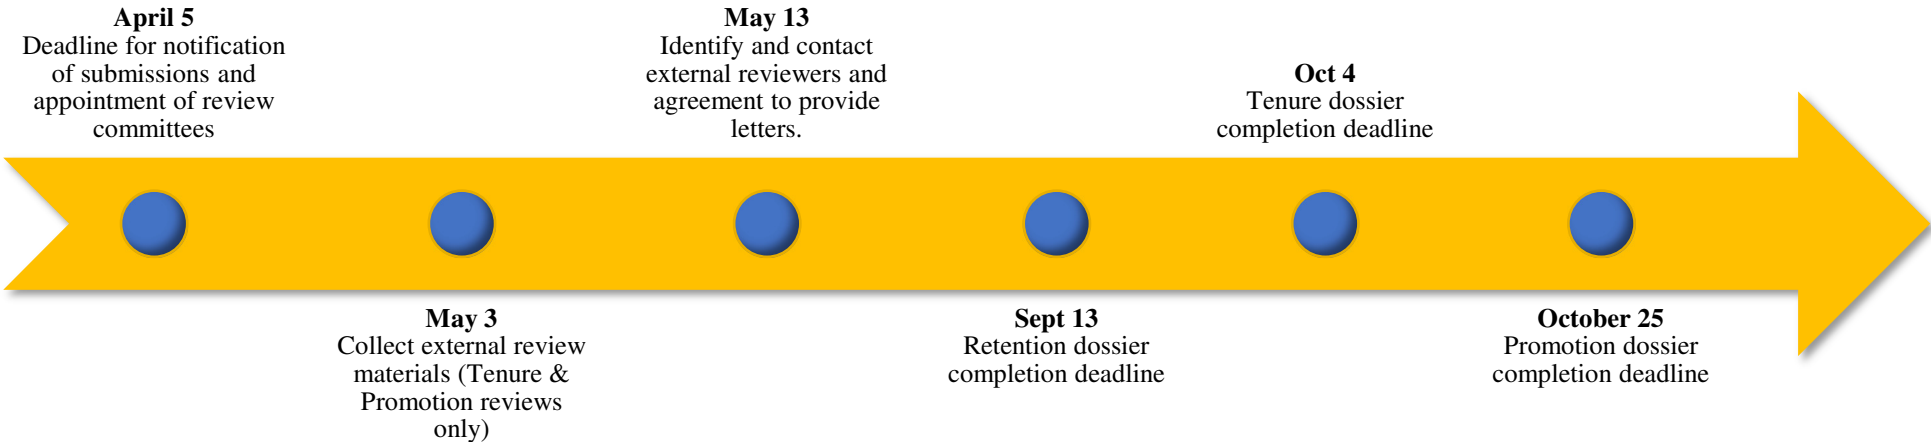 April 5
Deadline for notification
of submissions and
appointment of review
committees
May 3
Collect external review
materials (Tenure &
Promotion reviews
only)
May 13
Identify and contact
external reviewers and
agreement to provide
letters.
Sept 13
Retention dossier
completion deadline
Oct 4
Tenure dossier
completion deadline
October 25
Promotion dossier
completion deadline